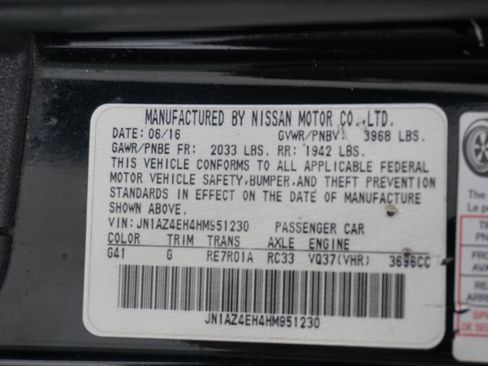 MANUFACTURED BY NISSAN MOTOR CO.,LTD.
DATE: 06/16 GVWR/PNBV: 3968 LBS.
GAWR/PNBE FR: 2033 LBS. RR: 1942 LBS.
THIS VEHICLE CONFORMS TO ALL APPLICABLE FEDERAL
MOTOR VEHICLE SAFETY,BUMPER,AND THEFT PREVENTION
STANDARDS IN EFFECT ON THE DATE OF MANUFACTURE
SHOWN ABOVE.
VIN: JN1AZ4EH4HM951230 PASSENGER CAR
COLOR TRIM TRANS AXLE ENGINE
G41 G RE7R01A RC33 VQ37(VHR) 3696CC
JN1AZ4EH4HM951230
The
Le p